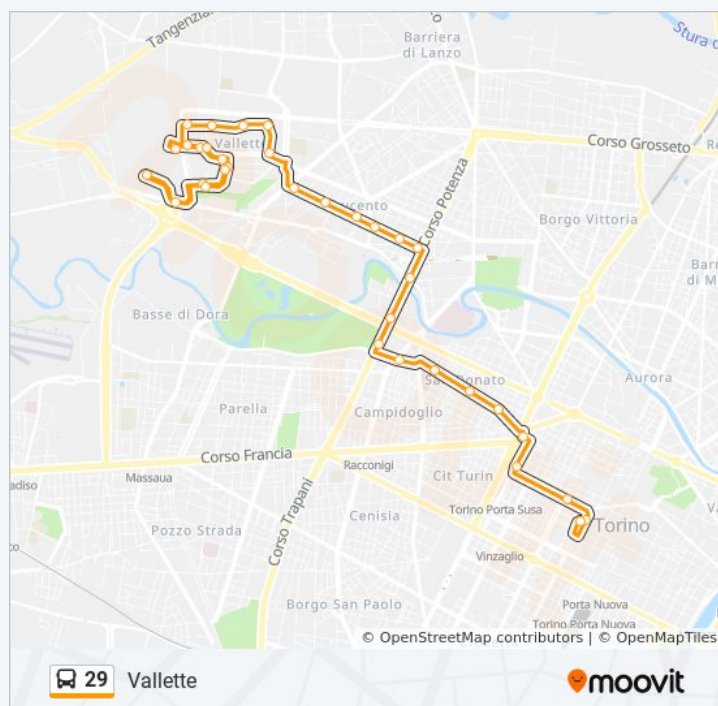 Tangenzial
Stura d
Barriera
di Lanzo
Corso Grosseto
Vallette
Corso Potenza
ucento
Borgo Vittoria
Basse di Dora
Aurora
San Donato
Parella
Campidoglio
Corso Francia
Racconigi
Cit Turin
Massaua
Corso Trapani
Cenisia
Torino Porta Susa
Torino
Pozzo Strada
Vinzaglio
Borgo San Paolo
Porta Nuova
Torino Porta Nuova
© OpenStreetMap contributors | © OpenMapTiles
29 Vallette
moovit